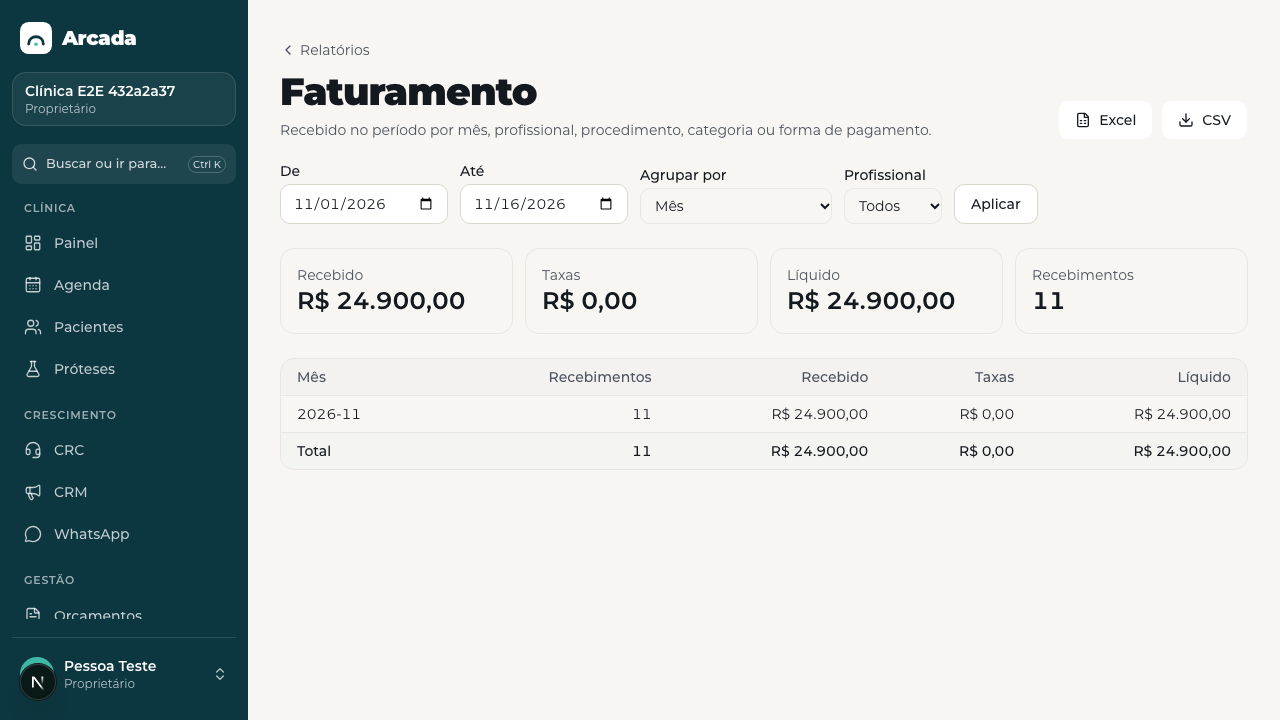 Arcada
Clínica E2E 432a2a37
Proprietário
Buscar ou ir para... Ctrl K
CLÍNICA
Painel
Agenda
Pacientes
Próteses
CRESCIMENTO
CRC
CRM
WhatsApp
GESTÃO
Orçamentos
N
Pessoa Teste
Proprietário
Relatórios
Faturamento
Recebido no período por mês, profissional, procedimento, categoria ou forma de pagamento.
Excel
CSV
De
11/01/2026
Até
11/16/2026
Agrupar por
Mês
Profissional
Todos
Aplicar
Recebido
R$ 24.900,00
Taxas
R$ 0,00
Líquido
R$ 24.900,00
Recebimentos
11
Mês Recebimentos Recebido Taxas Líquido
2026-11 11 R$ 24.900,00 R$ 0,00 R$ 24.900,00
Total 11 R$ 24.900,00 R$ 0,00 R$ 24.900,00